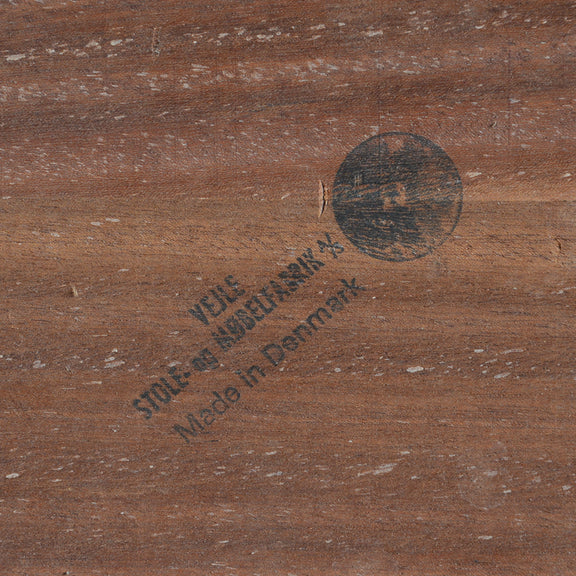 VEJLE
STOLE- og MØBELFABRIK A/S
Made in Denmark